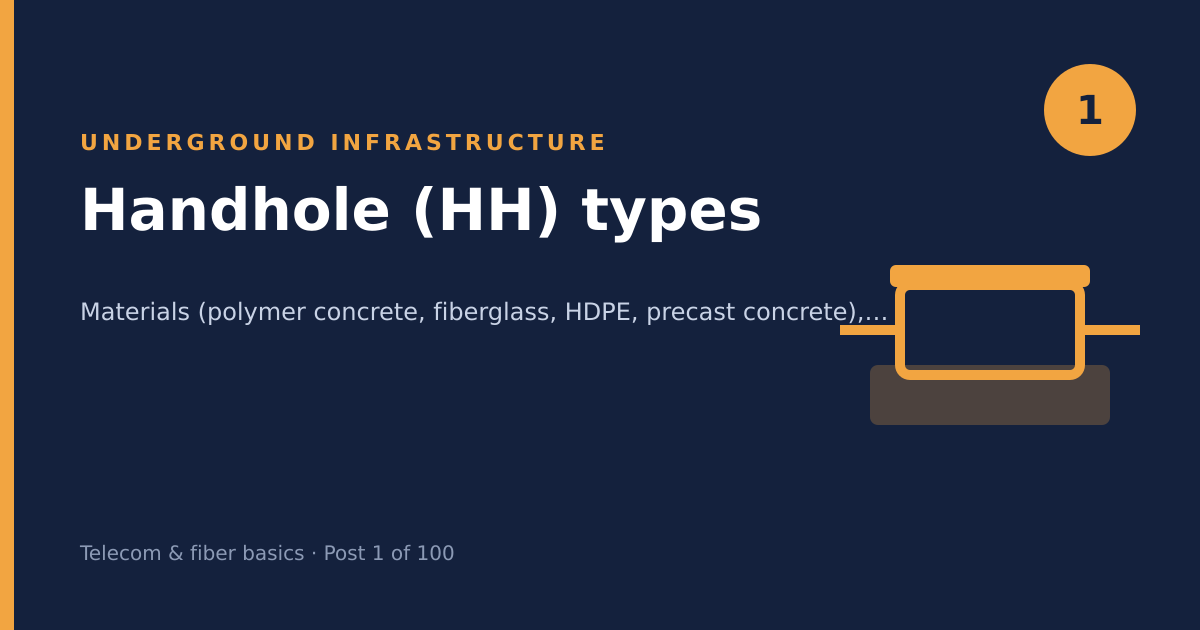 1
UNDERGROUND INFRASTRUCTURE
Handhole (HH) types
Materials (polymer concrete, fiberglass, HDPE, precast concrete),…
Telecom & fiber basics · Post 1 of 100